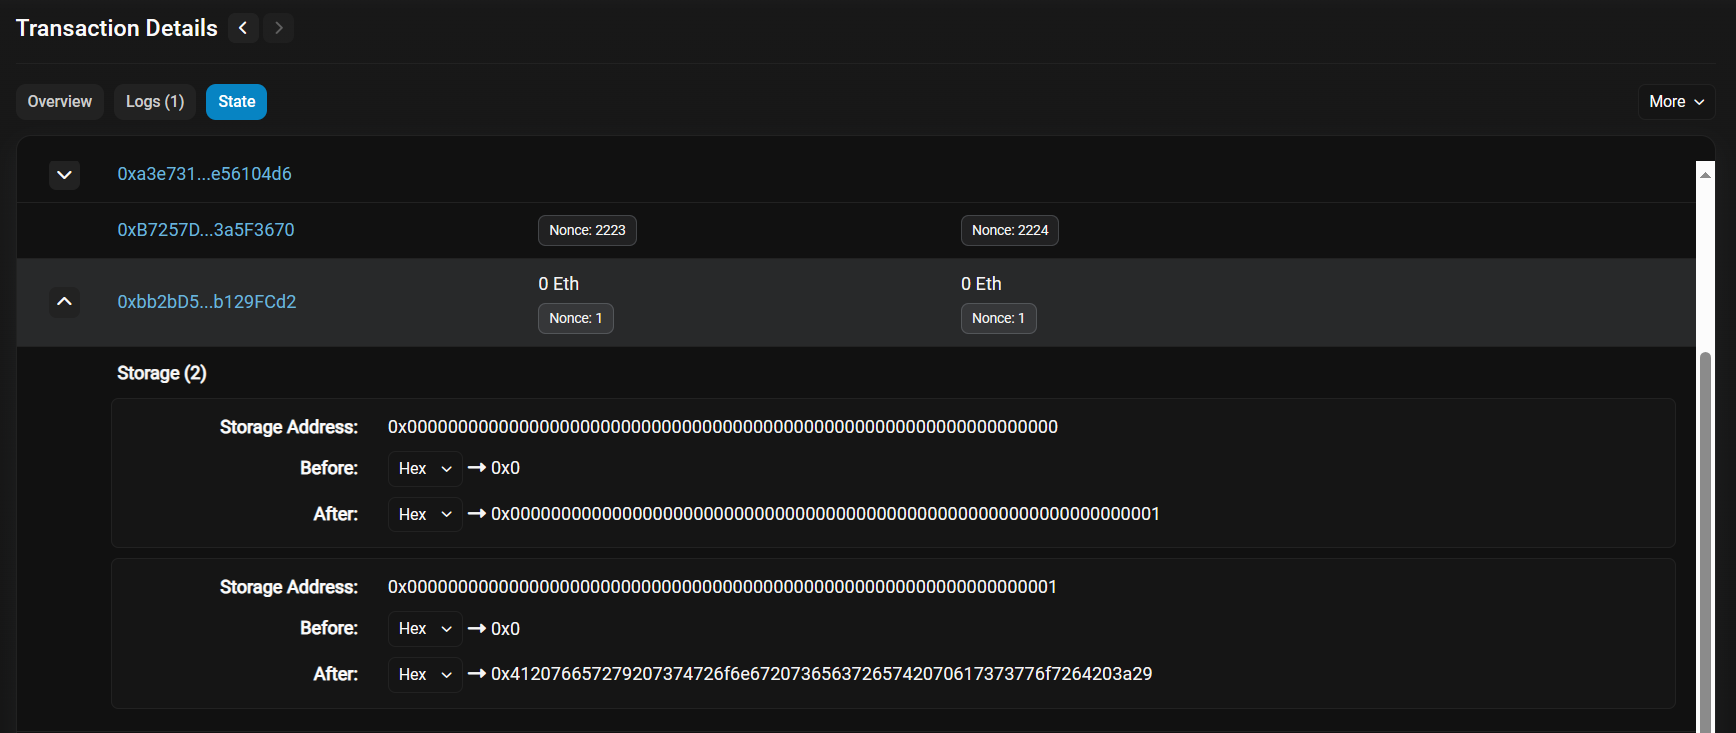 Transaction Details
Overview
Logs (1)
State
More
0xa3e731...e56104d6
0xB7257D...3a5F3670
Nonce: 2223
Nonce: 2224
0xbb2bD5...b129FCd2
0 Eth
Nonce: 1
0 Eth
Nonce: 1
Storage (2)
Storage Address: 0x0000000000000000000000000000000000000000000000000000000000000000
Before: Hex → 0x0
After: Hex → 0x0000000000000000000000000000000000000000000000000000000000000001
Storage Address: 0x0000000000000000000000000000000000000000000000000000000000000001
Before: Hex → 0x0
After: Hex → 0x412076657279207374726f6e67207365637265742070617373776f7264203a29